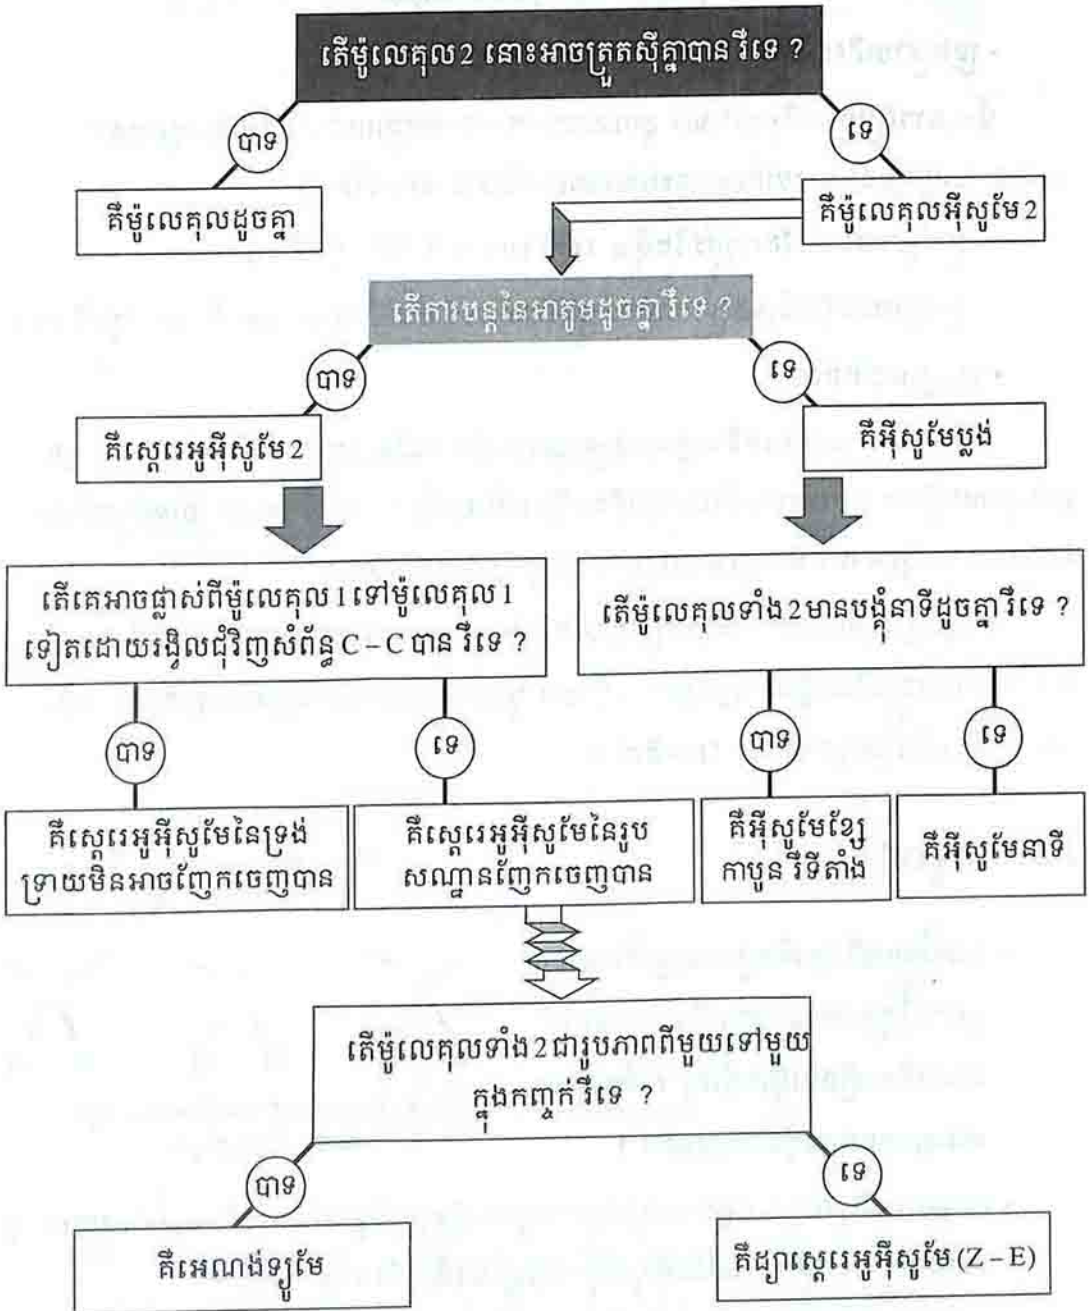 តើម៉ូលេគុល2 នោះអាចត្រួតស៊ីគ្នាបាន រឺទេ ?
បាទ
ទេ
គឺម៉ូលេគុលដូចគ្នា
គឺម៉ូលេគុលអ៊ីសូមែ2
តើការបន្តនៃអាតូមដូចគ្នា រឺទេ ?
បាទ
ទេ
គឺស្តេរេអូអ៊ីសូមែ2
គឺអ៊ីសូមែប្លង់
តើគេអាចផ្លាស់ពីម៉ូលេគុល1ទៅម៉ូលេគុល1
ទៀតដោយរង្វិលជុំវិញសំព័ន្ធ C – C បាន រឺទេ ?
តើម៉ូលេគុលទាំង2មានបង្គុំនាទីដូចគ្នា រឺទេ ?
បាទ
ទេ
បាទ
ទេ
គឺស្តេរេអូអ៊ីសូមែនៃទ្រង់
ទ្រាយមិនអាចញែកចេញបាន
គឺស្តេរេអូអ៊ីសូមែនៃរូប
សណ្ឋានញែកចេញបាន
គឺអ៊ីសូមែខ្សែ
កាបូន រឺទីតាំង
គឺអ៊ីសូមែនាទី
តើម៉ូលេគុលទាំង2ជារូបភាពពីមួយទៅមួយ
ក្នុងកញ្ចក់ រឺទេ ?
បាទ
ទេ
គឺអេណង់ទ្យូមែ
គឺដ្យាស្តេរេអូអ៊ីសូមែ (Z – E)